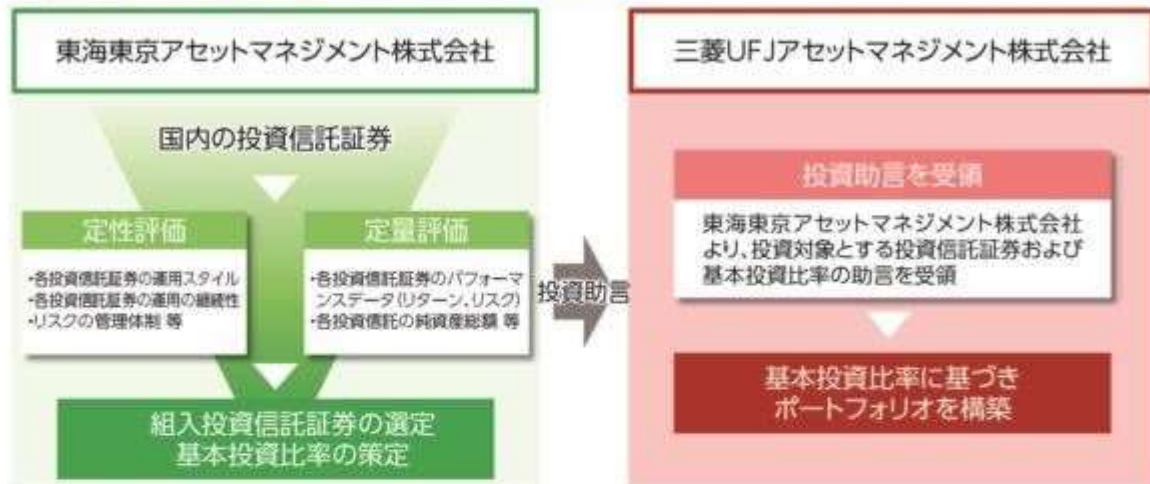 東海東京アセットマネジメント株式会社
国内の投資信託証券
定性評価
・各投資信託証券の運用スタイル
・各投資信託証券の運用の継続性
・リスクの管理体制 等
定量評価
・各投資信託証券のパフォーマ
ンスデータ(リターン、リスク)
・各投資信託の純資産総額 等
組入投資信託証券の選定
基本投資比率の策定
投資助言
三菱UFJアセットマネジメント株式会社
投資助言を受領
東海東京アセットマネジメント株式会社
より、投資対象とする投資信託証券および
基本投資比率の助言を受領
基本投資比率に基づき
ポートフォリオを構築